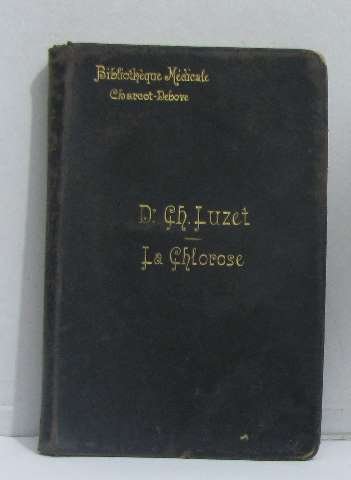 Bibliothèque Médicale
Charcot-Debove
Dr Ch. Luzet
La Chlorose